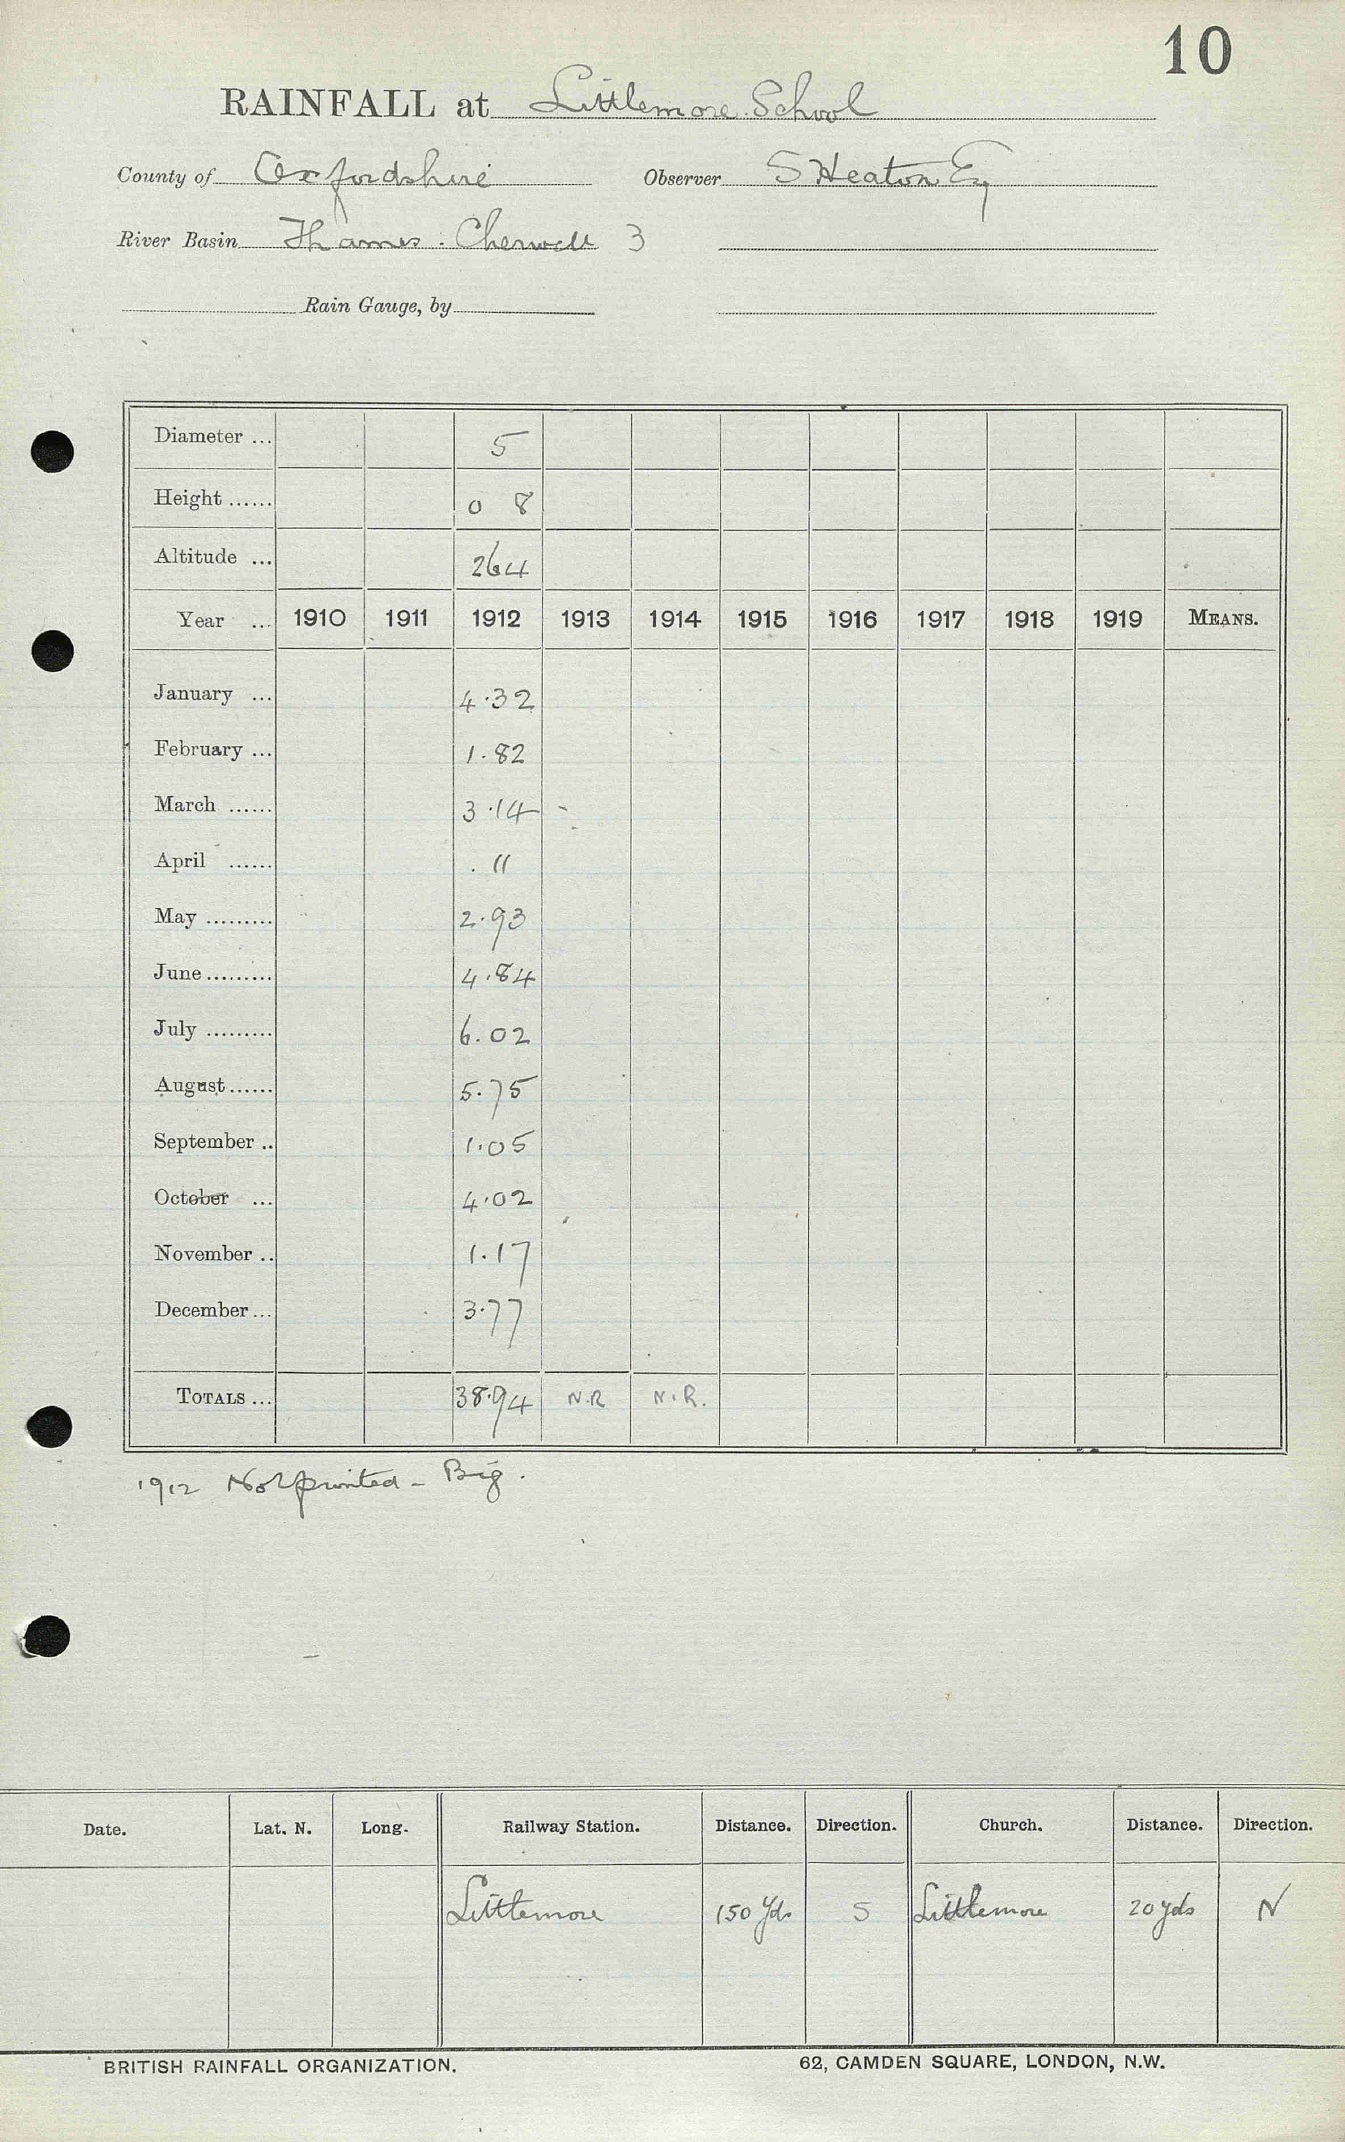 10
RAINFALL at Littlemore School
County of Oxfordshire Observer S Heaton Esq
River Basin Thames. Cherwell 3
Rain Gauge, by
Diameter ... 5
Height ...... 0 8
Altitude ... 264
Year ... 1910 1911 1912 1913 1914 1915 1916 1917 1918 1919 MEANS.
January ... 4.32
February ... 1.82
March ...... 3.14
April ...... .11
May ......... 2.93
June ......... 4.84
July ......... 6.02
August ...... 5.75
September .. 1.05
October ... 4.02
November .. 1.17
December ... 3.77
TOTALS ... 38.94 N.R N.R.
1912 Not printed - Big.
Date. Lat. N. Long. Railway Station. Distance. Direction. Church. Distance. Direction.
Littlemore 150 Yds S Littlemore 20 yds N
BRITISH RAINFALL ORGANIZATION. 62, CAMDEN SQUARE, LONDON, N.W.